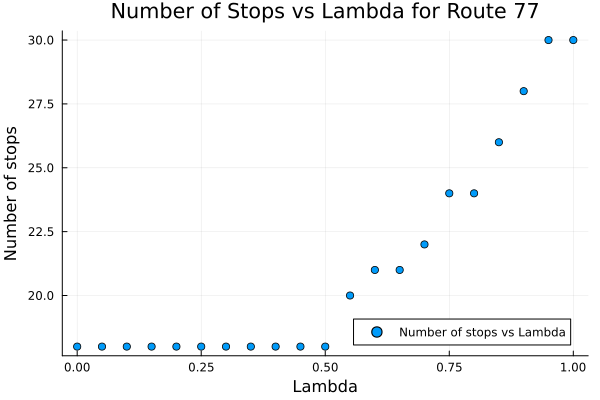 Number of Stops vs Lambda for Route 77
Number of stops
30.0
27.5
25.0
22.5
20.0
Number of stops vs Lambda
0.00
0.25
0.50
0.75
1.00
Lambda